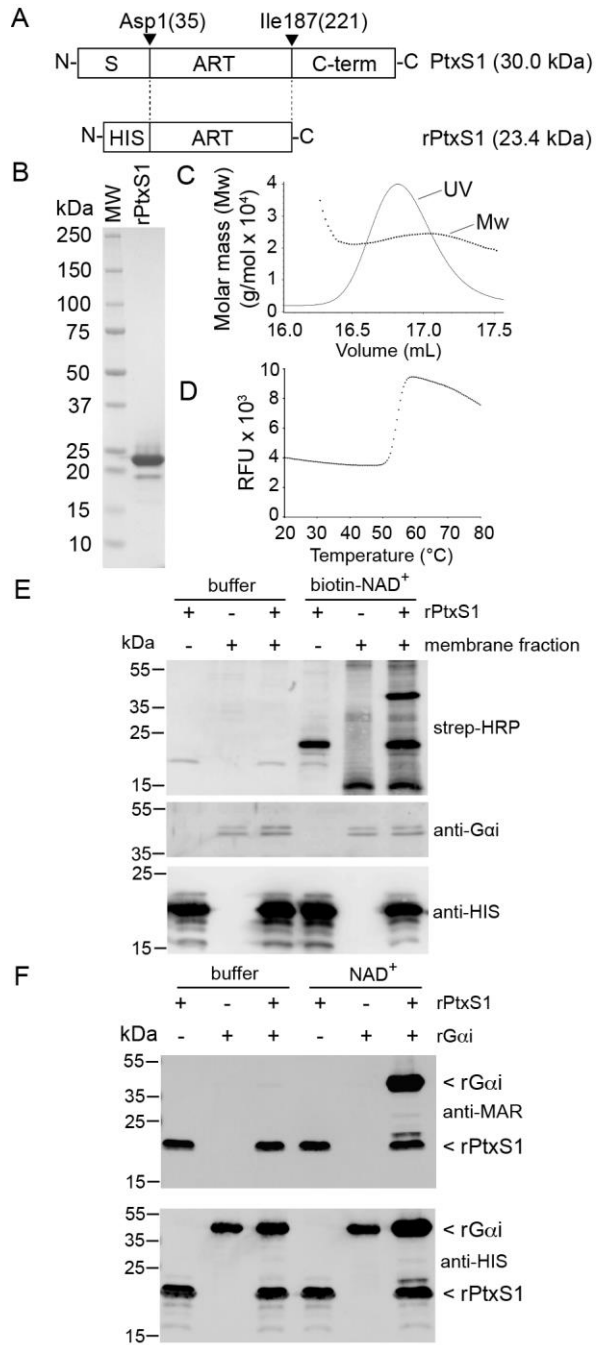 A
Asp1(35) Ile187(221)
N- S ART C-term -C PtxS1 (30.0 kDa)
N- HIS ART -C rPtxS1 (23.4 kDa)
B
kDa MW rPtxS1
250
150
100
75
50
37
25
20
15
10
C
Molar mass (Mw)
(g/mol x 10⁴)
5
4
3
2
1
0
UV
Mw
16.0 16.5 17.0 17.5
Volume (mL)
D
RFU x 10³
10
8
6
4
2
0
20 30 40 50 60 70 80
Temperature (°C)
E
buffer biotin-NAD⁺
+ - + + - + rPtxS1
kDa - + + - + + membrane fraction
55
35
25
15
strep-HRP
55
35
anti-Gαi
25
15
anti-HIS
F
buffer NAD⁺
+ - + + - + rPtxS1
kDa - + + - + + rGαi
55
35
25
15
< rGαi
anti-MAR
< rPtxS1
55
35
25
15
< rGαi
anti-HIS
< rPtxS1